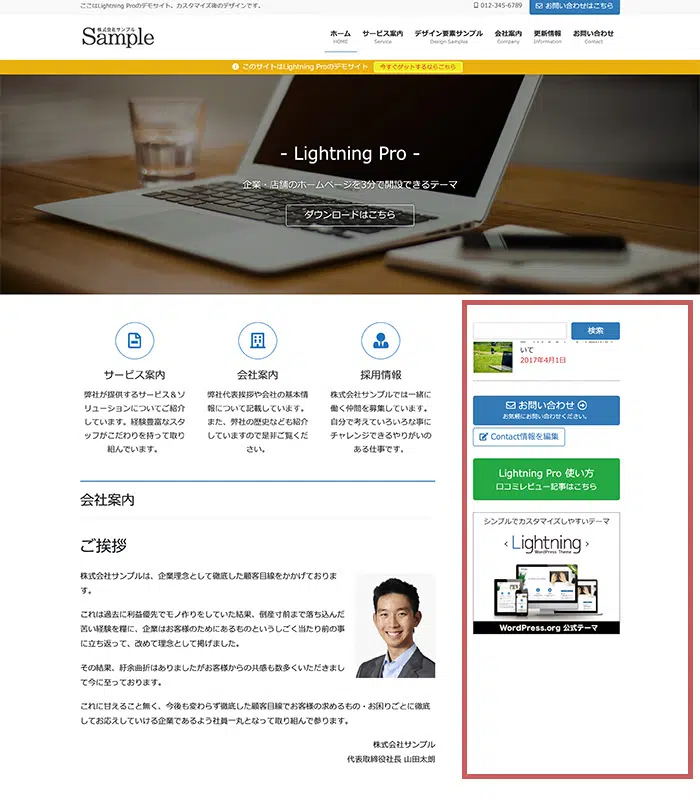 ここはLightning Proのデモサイト、カスタマイズ後のデザインです。
012-345-6789
お問い合わせはこちら
株式会社サンプル
Sample
ホーム サービス案内 デザイン要素サンプル 会社案内 更新情報 お問い合わせ
HOME Service Design Samples Company Information Contact
このサイトはLightning Proのデモサイト 今すぐゲットするならこちら
- Lightning Pro -
企業・店舗のホームページを3分で開設できるテーマ
ダウンロードはこちら
サービス案内
弊社が提供するサービス&ソ
リューションについてご紹介
しています。経験豊富なスタ
ッフがこだわりを持って取り
組んでいます。
会社案内
弊社代表挨拶や会社の基本情
報について記載しています。
また、弊社の歴史なども紹介
していますので是非ご覧くだ
さい。
採用情報
株式会社サンプルでは一緒に
働く仲間を募集しています。
自分で考えていろいろな事に
チャレンジできるやりがいの
ある仕事です。
会社案内
ご挨拶
株式会社サンプルは、企業理念として徹底した顧客目線をかかげておりま
す。
これは過去に利益優先でモノ作りをしていた結果、倒産寸前まで落ち込んだ
苦い経験を糧に、企業はお客様のためにあるものというしごく当たり前の事
に立ち返って、改めて理念として掲げました。
その結果、紆余曲折はありましたがお客様からの共感も数多くいただきまし
て今に至っております。
これに甘えること無く、今後も変わらず徹底した顧客目線でお客様の求めるもの・お困りごとに徹底
してお応えしていける企業であるよう社員一丸となって取り組んで参ります。
株式会社サンプル
代表取締役社長 山田太朗
検索
いて
2017年4月1日
お問い合わせ
お気軽にお問い合わせください。
Contact情報を編集
Lightning Pro 使い方
口コミレビュー記事はこちら
シンプルでカスタマイズしやすいテーマ
Lightning
WordPress Theme
WordPress.org 公式テーマ